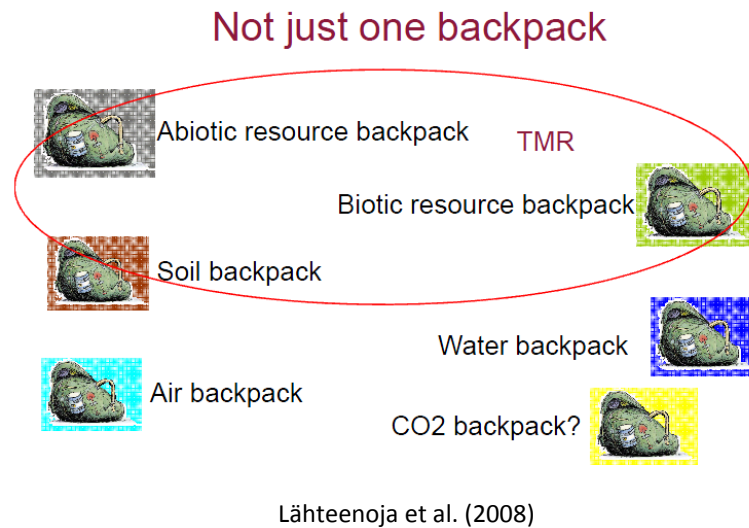 Not just one backpack
Abiotic resource backpack
TMR
Biotic resource backpack
Soil backpack
Water backpack
Air backpack
CO2 backpack?
Lähteenoja et al. (2008)